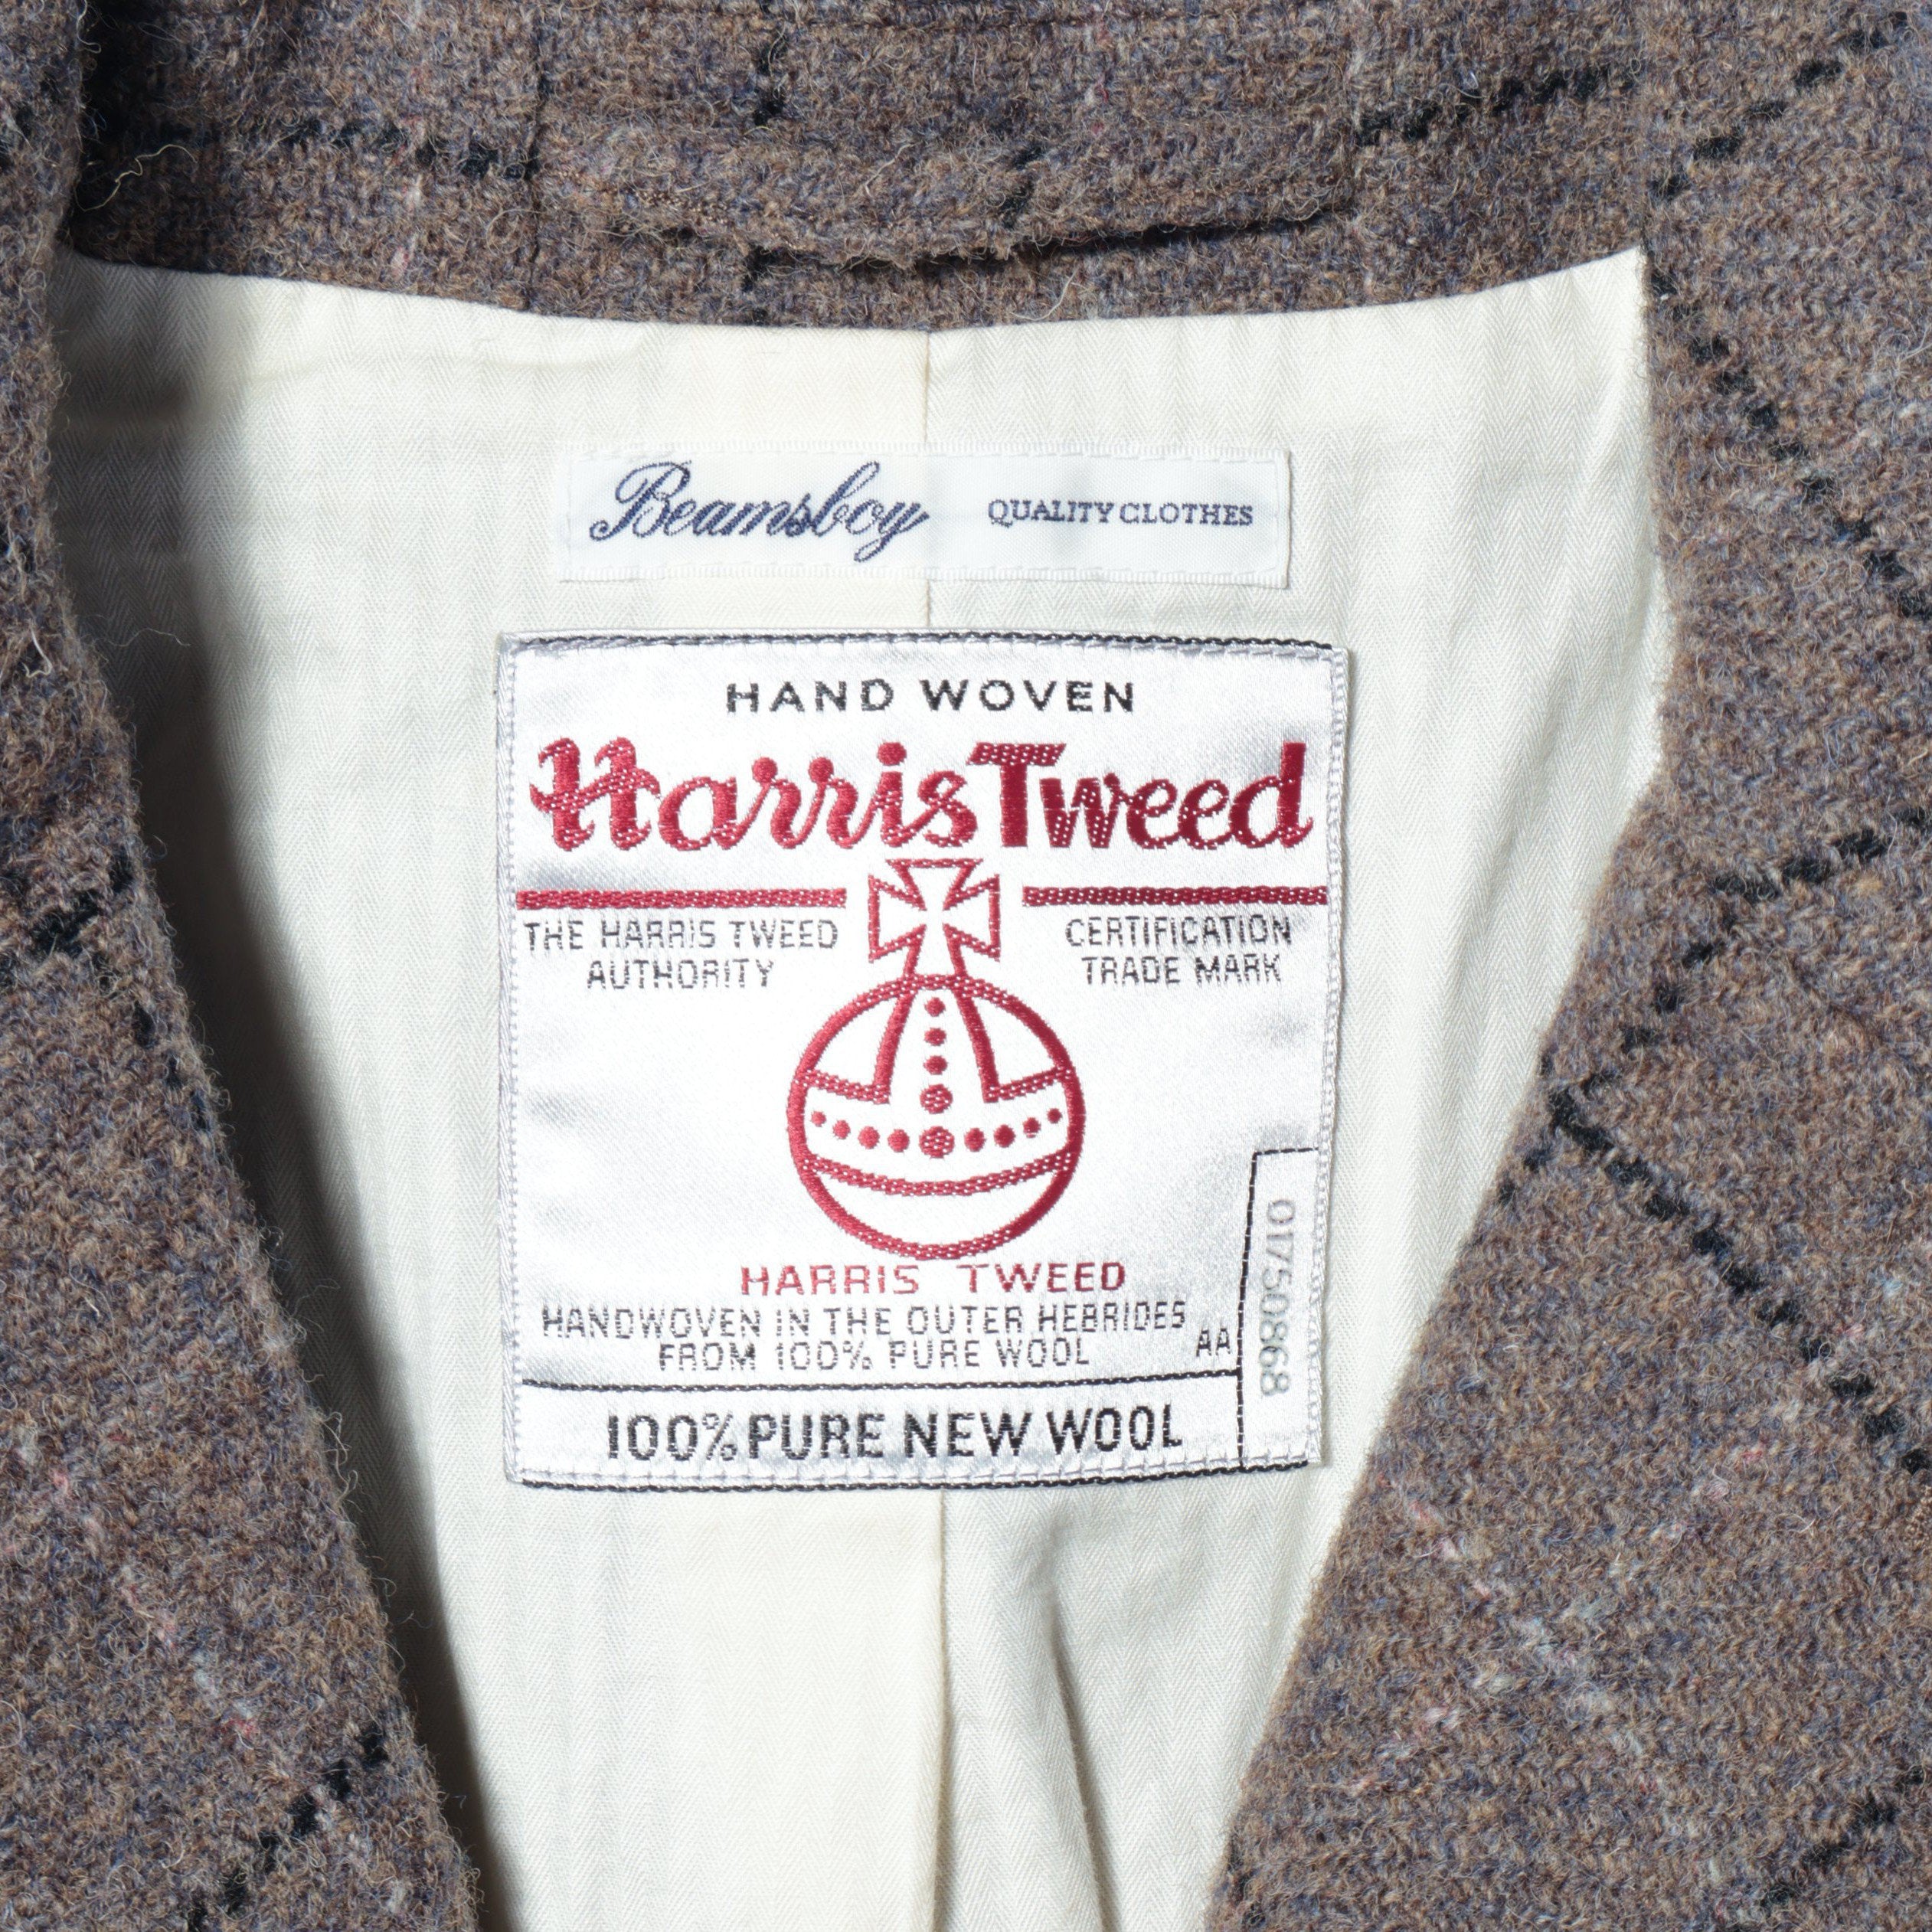 Beamsboy QUALITY CLOTHES
HAND WOVEN
Harris Tweed
THE HARRIS TWEED
AUTHORITY
CERTIFICATION
TRADE MARK
HARRIS TWEED
HANDWOVEN IN THE OUTER HEBRIDES
FROM 100% PURE WOOL
AA
01750868
100% PURE NEW WOOL